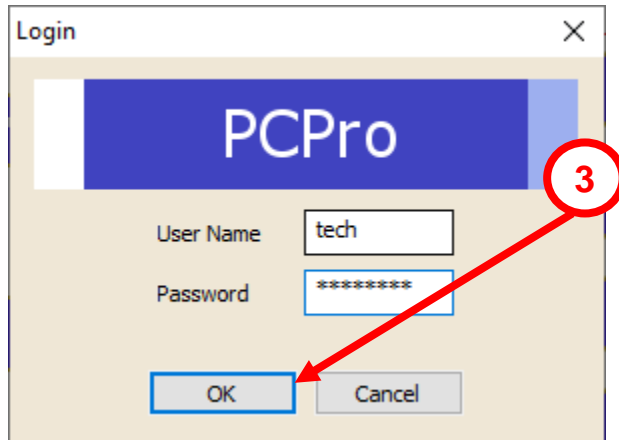 Login
PCPro
3
User Name tech
Password ********
OK Cancel